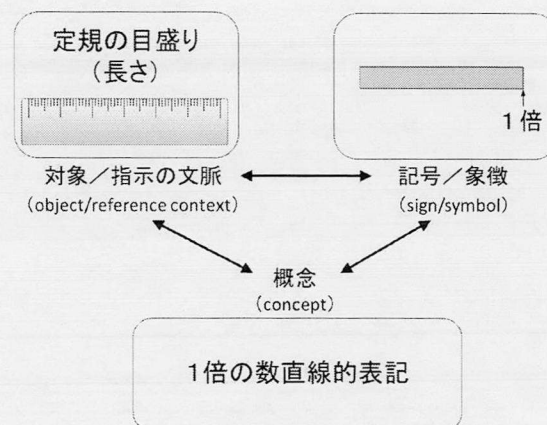 定規の目盛り
(長さ)
1倍
対象/指示の文脈
(object/reference context)
記号/象徴
(sign/symbol)
概念
(concept)
1倍の数直線的表記